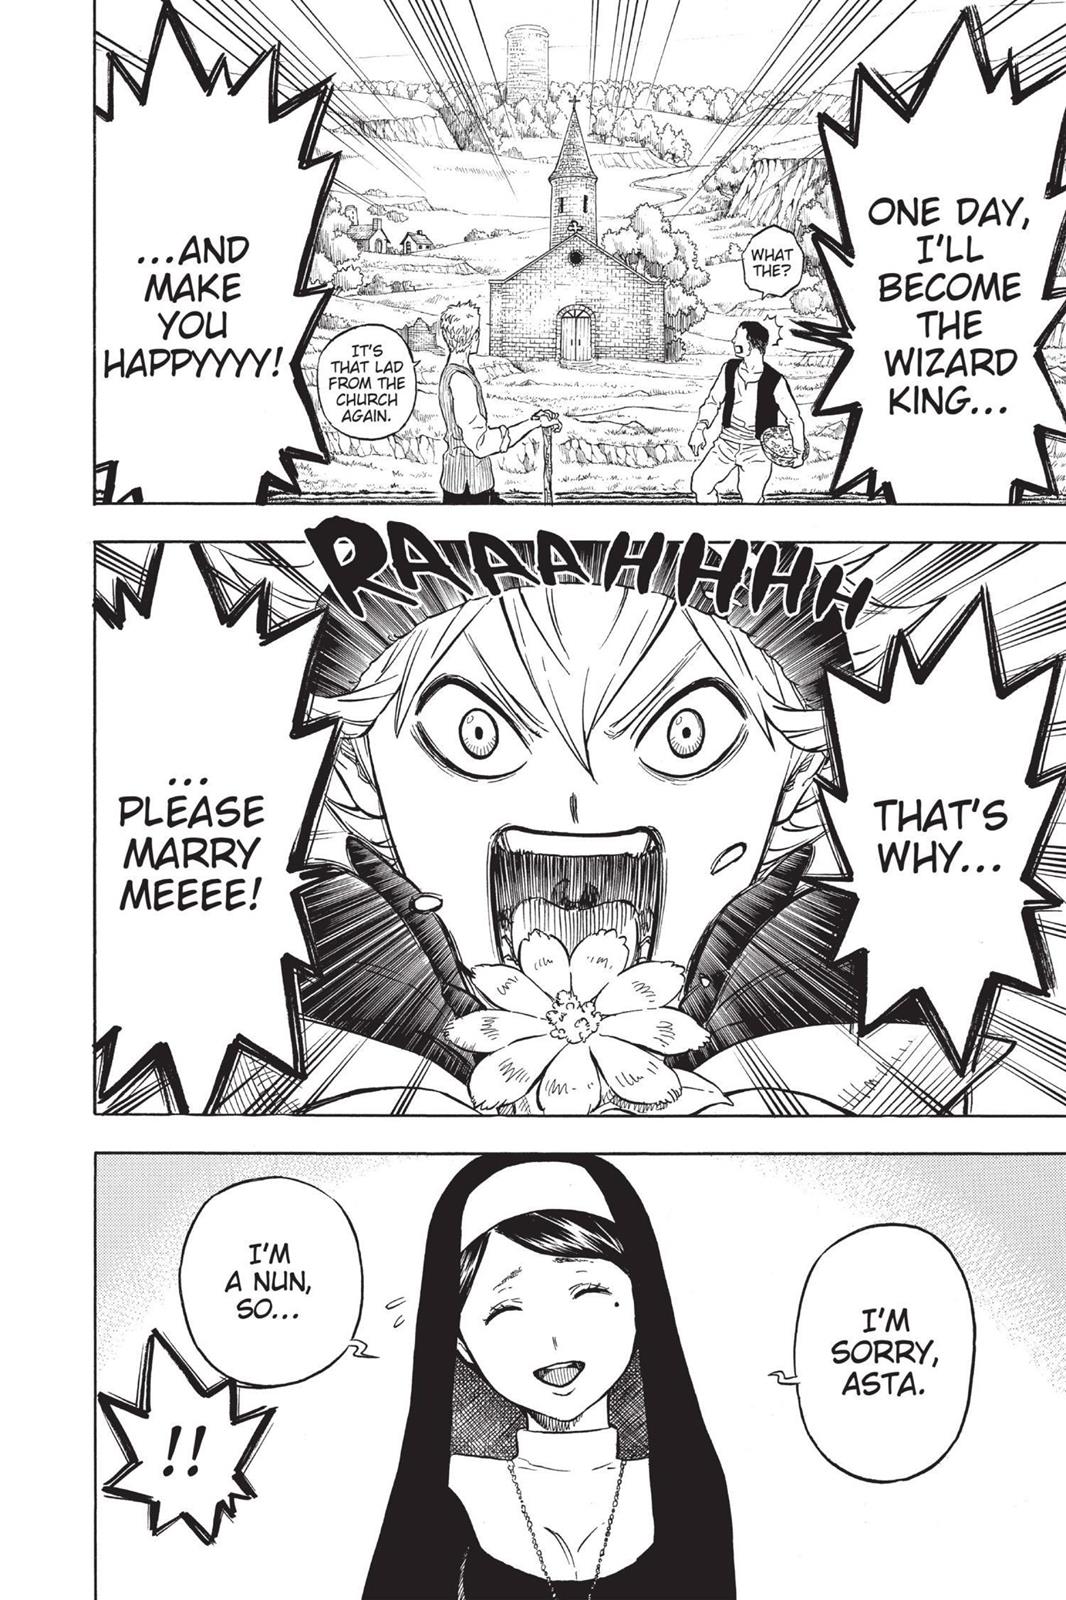 ONE DAY,
I'LL
BECOME
THE
WIZARD
KING...
WHAT
THE?
IT'S
THAT LAD
FROM THE
CHURCH
AGAIN.
...AND
MAKE
YOU
HAPPYYYY!
RAAAAHHHHH
THAT'S
WHY...
...
PLEASE
MARRY
MEEEE!
I'M
SORRY,
ASTA.
I'M
A NUN,
SO...
!!